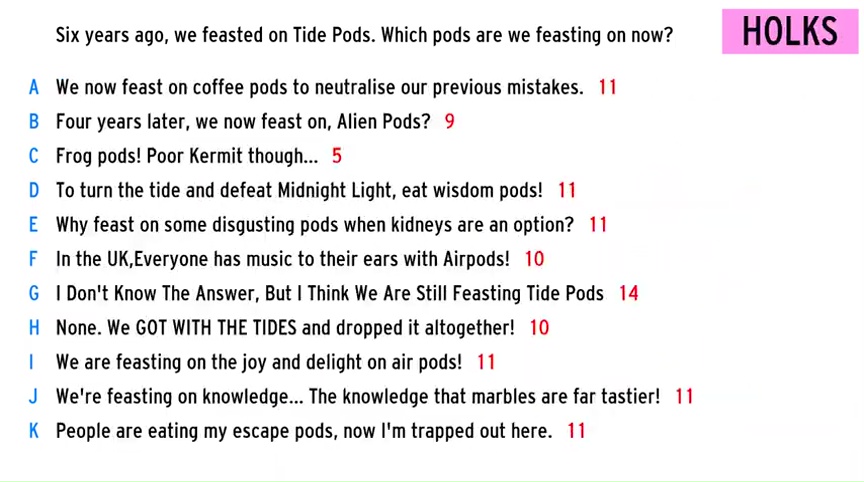 Six years ago, we feasted on Tide Pods. Which pods are we feasting on now?
HOLKS
A We now feast on coffee pods to neutralise our previous mistakes. 11
B Four years later, we now feast on, Alien Pods? 9
C Frog pods! Poor Kermit though... 5
D To turn the tide and defeat Midnight Light, eat wisdom pods! 11
E Why feast on some disgusting pods when kidneys are an option? 11
F In the UK,Everyone has music to their ears with Airpods! 10
G I Don't Know The Answer, But I Think We Are Still Feasting Tide Pods 14
H None. We GOT WITH THE TIDES and dropped it altogether! 10
I We are feasting on the joy and delight on air pods! 11
J We're feasting on knowledge... The knowledge that marbles are far tastier! 11
K People are eating my escape pods, now I'm trapped out here. 11